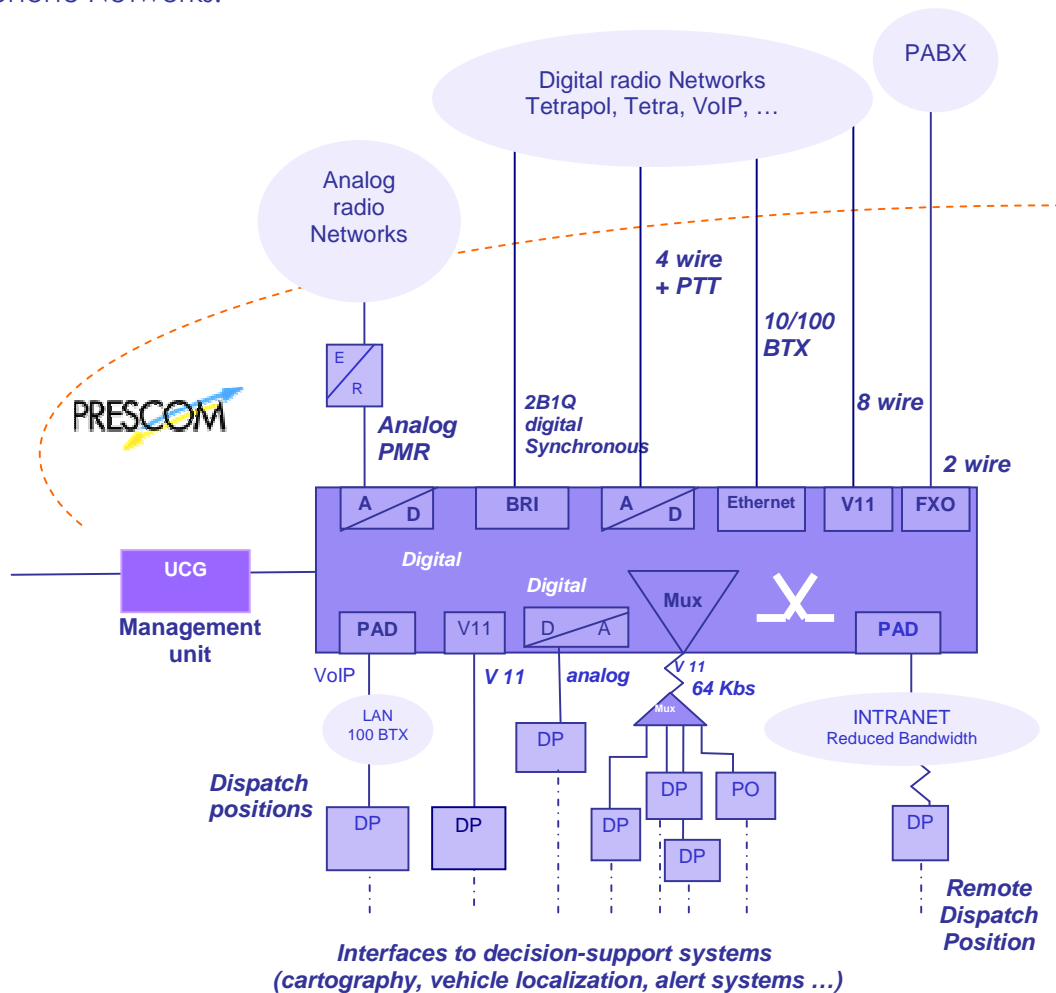 PABX
Digital radio Networks
Tetrapol, Tetra, VoIP, …
Analog
radio
Networks
4 wire
+ PTT
10/100
BTX
E
R
PRESCOM
Analog
PMR
2B1Q
digital
Synchronous
8 wire
2 wire
A
D
BRI
A
D
Ethernet
V11
FXO
Digital
UCG
Digital
Mux
Management
unit
PAD
V11
D
A
PAD
VoIP
V 11
analog
V 11
64 Kbs
Mux
LAN
100 BTX
INTRANET
Reduced Bandwidth
DP
Dispatch
positions
DP
PO
DP
DP
DP
DP
DP
Remote
Dispatch
Position
Interfaces to decision-support systems
(cartography, vehicle localization, alert systems …)